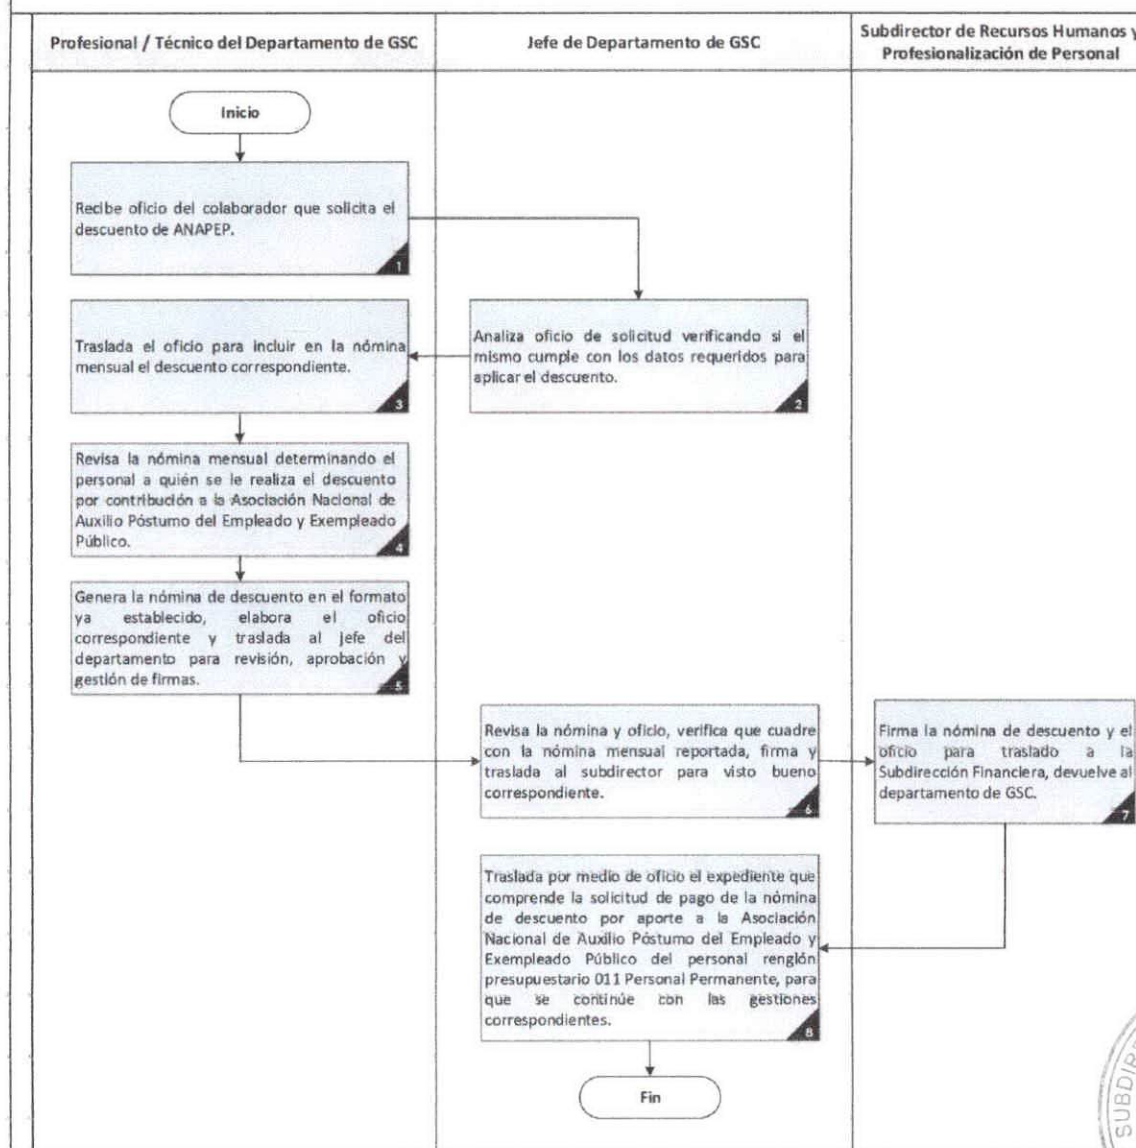 Profesional / Técnico del Departamento de GSC
Jefe de Departamento de GSC
Subdirector de Recursos Humanos y
Profesionalización de Personal
Inicio
Recibe oficio del colaborador que solicita el
descuento de ANAPEP.
1
Analiza oficio de solicitud verificando si el
mismo cumple con los datos requeridos para
aplicar el descuento.
2
Traslada el oficio para incluir en la nómina
mensual el descuento correspondiente.
3
Revisa la nómina mensual determinando el
personal a quién se le realiza el descuento
por contribución a la Asociación Nacional de
Auxilio Póstumo del Empleado y Exempleado
Público.
4
Genera la nómina de descuento en el formato
ya establecido, elabora el oficio
correspondiente y traslada al jefe del
departamento para revisión, aprobación y
gestión de firmas.
5
Revisa la nómina y oficio, verifica que cuadre
con la nómina mensual reportada, firma y
traslada al subdirector para visto bueno
correspondiente.
6
Firma la nómina de descuento y el
oficio para traslado a la
Subdirección Financiera, devuelve al
departamento de GSC.
7
Traslada por medio de oficio el expediente que
comprende la solicitud de pago de la nómina
de descuento por aporte a la Asociación
Nacional de Auxilio Póstumo del Empleado y
Exempleado Público del personal renglón
presupuestario 011 Personal Permanente, para
que se continúe con las gestiones
correspondientes.
8
Fin